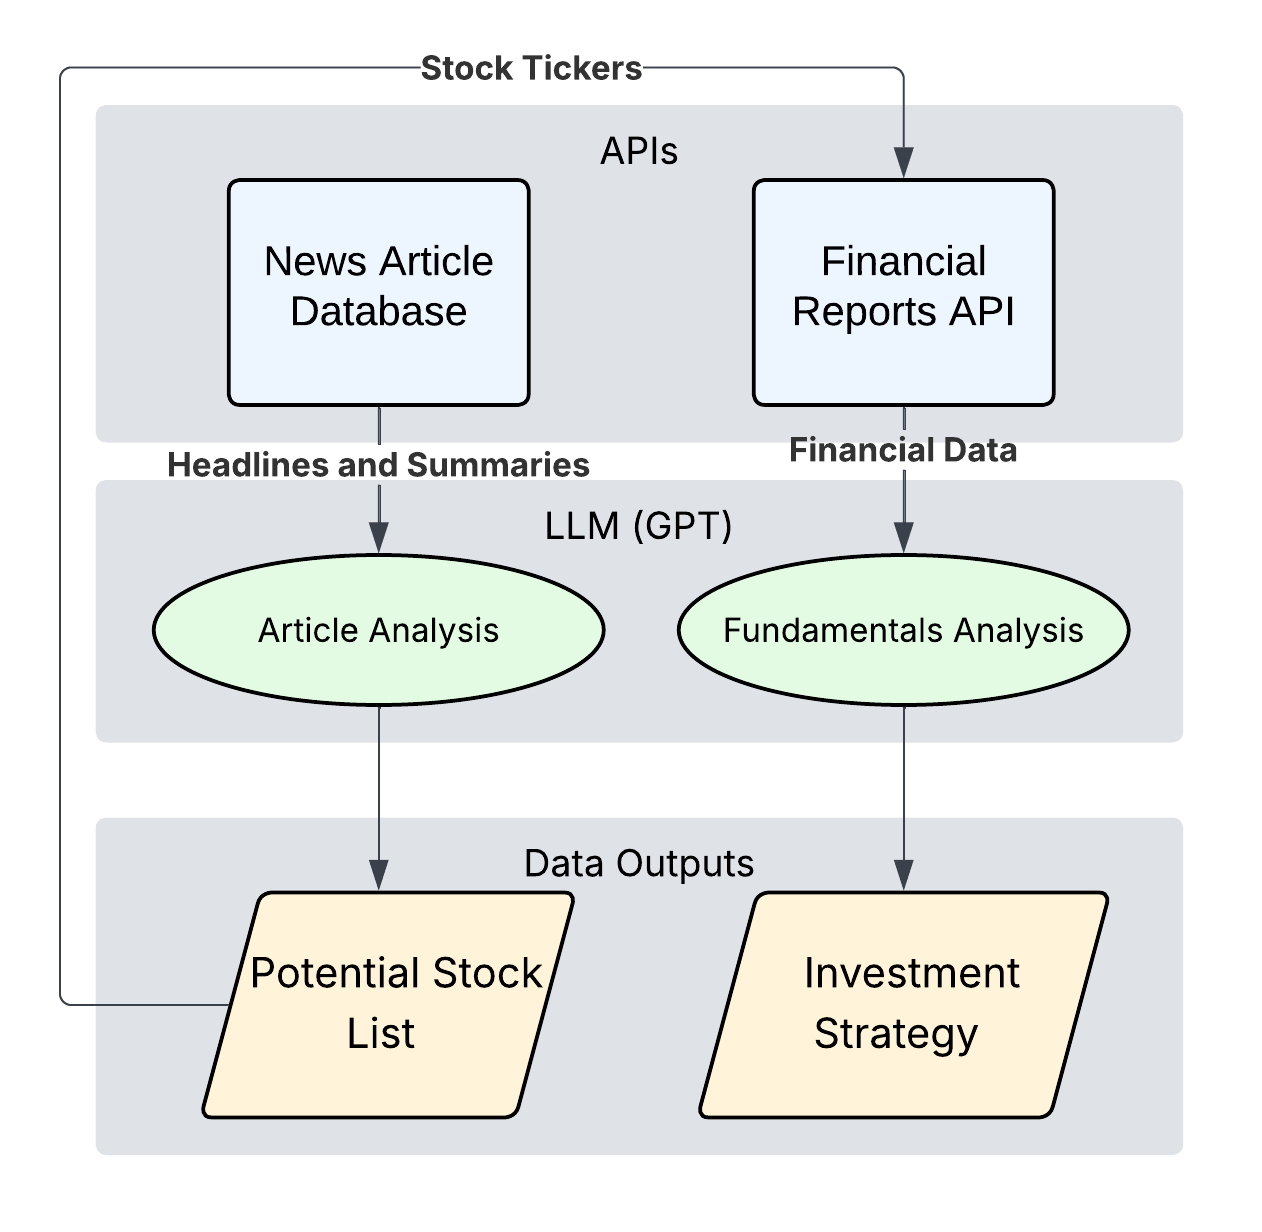 Stock Tickers
APIs
News Article
Database
Financial
Reports API
Headlines and Summaries
Financial Data
LLM (GPT)
Article Analysis
Fundamentals Analysis
Data Outputs
Potential Stock
List
Investment
Strategy